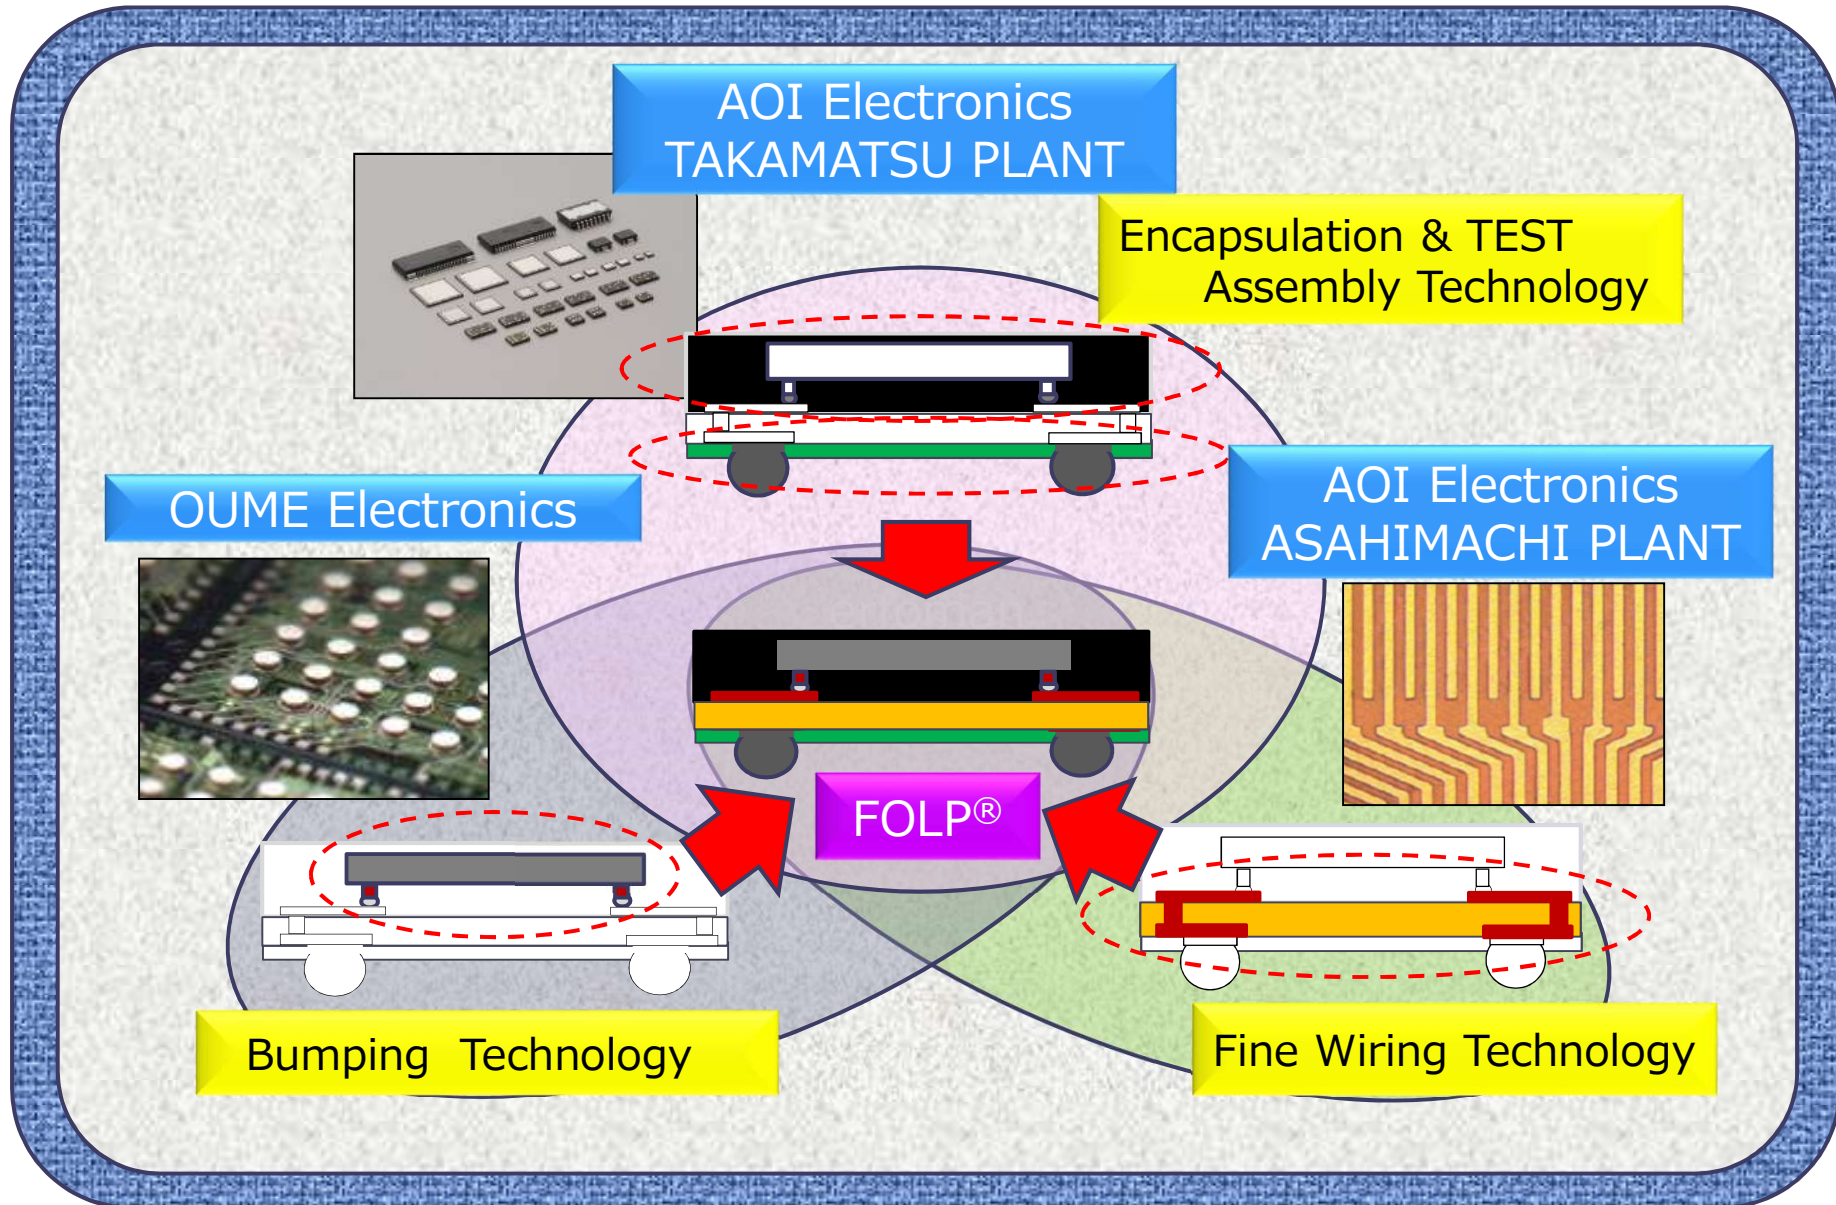 AOI Electronics
TAKAMATSU PLANT
Encapsulation & TEST
Assembly Technology
OUME Electronics
AOI Electronics
ASAHIMACHI PLANT
FOLP®
Bumping Technology
Fine Wiring Technology